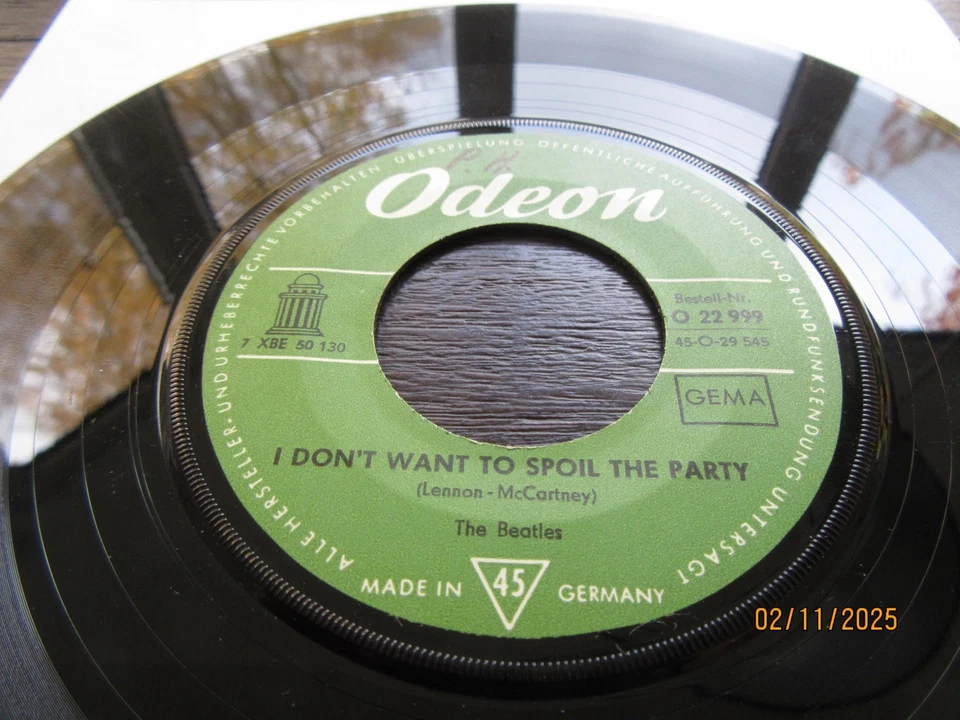 ALLE HERSTELLER- UND URHEBERRECHTE VORBEHALTEN ÜBERSPIELUNG ÖFFENTLICHE AUFFÜHRUNG UND RUNDFUNKSENDUNG UNTERSAGT
P.H.
Odeon
7 XBE 50 130
Bestell-Nr.
O 22 999
45-O-29 545
GEMA
I DON'T WANT TO SPOIL THE PARTY
(Lennon - McCartney)
The Beatles
MADE IN 45 GERMANY
02/11/2025